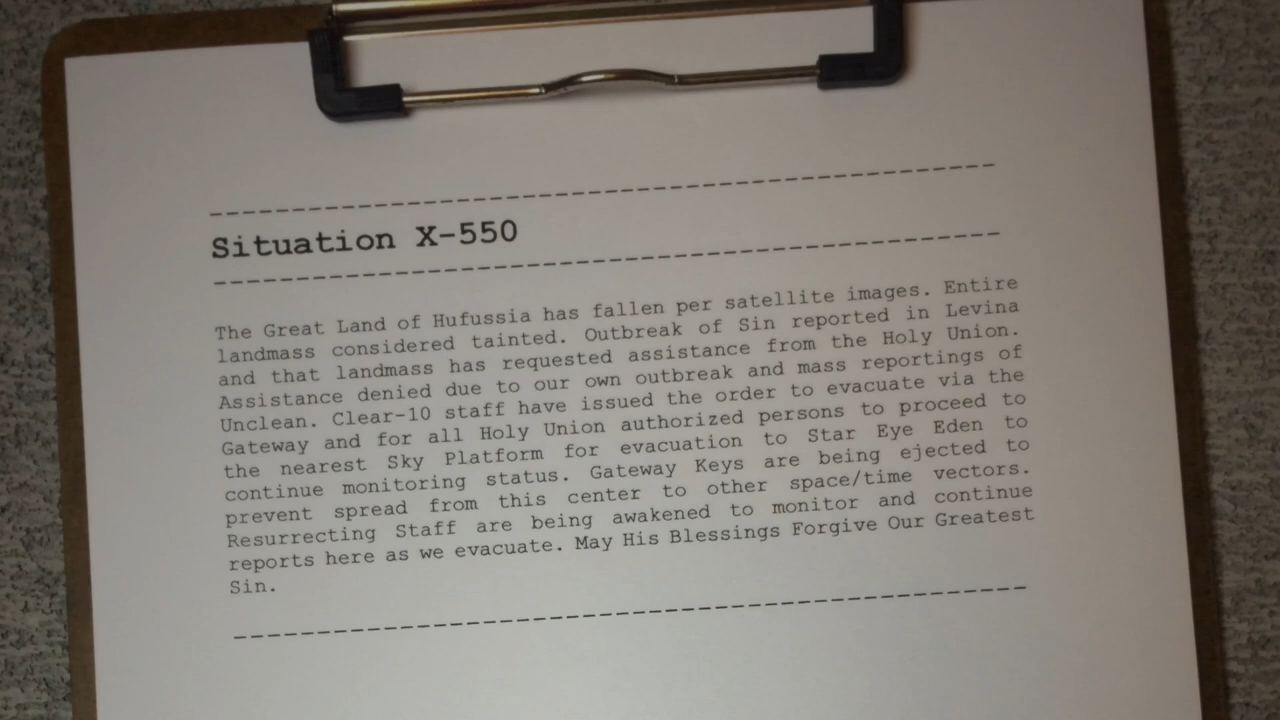 Situation X-550
The Great Land of Hufussia has fallen per satellite images. Entire
landmass considered tainted. Outbreak of Sin reported in Levina
and that landmass has requested assistance from the Holy Union.
Assistance denied due to our own outbreak and mass reportings of
Unclean. Clear-10 staff have issued the order to evacuate via the
Gateway and for all Holy Union authorized persons to proceed to
the nearest Sky Platform for evacuation to Star Eye Eden to
continue monitoring status. Gateway Keys are being ejected to
prevent spread from this center to other space/time vectors.
Resurrecting Staff are being awakened to monitor and continue
reports here as we evacuate. May His Blessings Forgive Our Greatest
Sin.